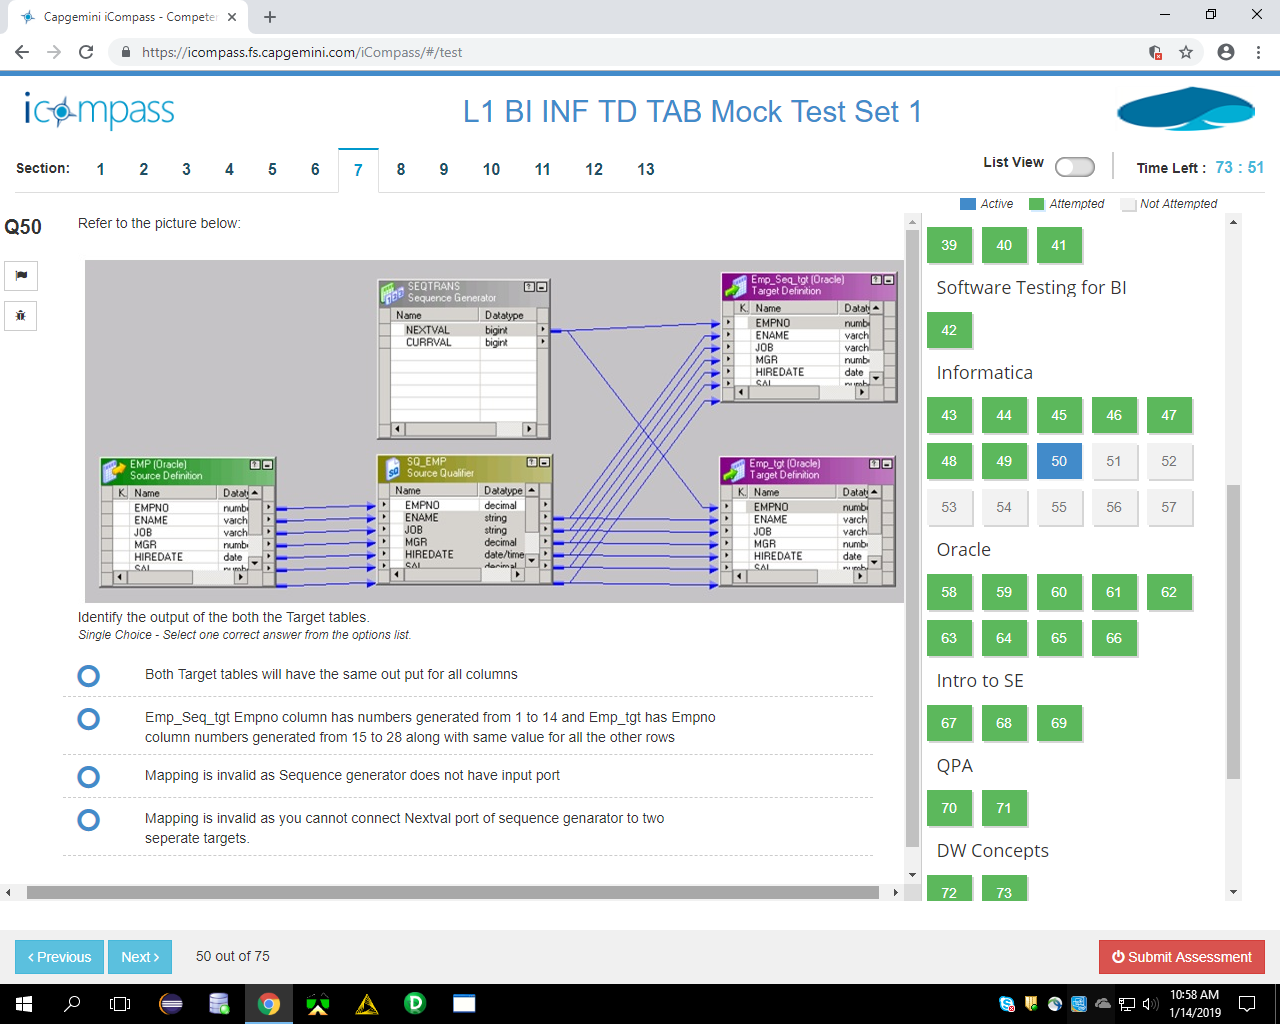 Capgemini iCompass - Competer
https://icompass.fs.capgemini.com/iCompass/#/test
icompass
L1 BI INF TD TAB Mock Test Set 1
Section: 1 2 3 4 5 6 7 8 9 10 11 12 13
List View
Time Left : 73 : 51
Active Attempted Not Attempted
Q50
Refer to the picture below:
SEQTRANS
Sequence Generator
Name Datatype
NEXTVAL bigint
CURRVAL bigint
Emp_Seq_tgt (Oracle)
Target Definition
K. Name Datat
EMPNO numb
ENAME varch
JOB varch
MGR numb
HIREDATE date
SAL numb
EMP (Oracle)
Source Definition
K. Name Datat
EMPNO numb
ENAME varch
JOB varch
MGR numb
HIREDATE date
SAL numb
SQ_EMP
Source Qualifier
Name Datatype
EMPNO decimal
ENAME string
JOB string
MGR decimal
HIREDATE date/time
SAL decimal
Emp_tgt (Oracle)
Target Definition
K. Name Datat
EMPNO numb
ENAME varch
JOB varch
MGR numb
HIREDATE date
SAL numb
Identify the output of the both the Target tables.
Single Choice - Select one correct answer from the options list.
Both Target tables will have the same out put for all columns
Emp_Seq_tgt Empno column has numbers generated from 1 to 14 and Emp_tgt has Empno
column numbers generated from 15 to 28 along with same value for all the other rows
Mapping is invalid as Sequence generator does not have input port
Mapping is invalid as you cannot connect Nextval port of sequence genarator to two
seperate targets.
39 40 41
Software Testing for BI
42
Informatica
43 44 45 46 47
48 49 50 51 52
53 54 55 56 57
Oracle
58 59 60 61 62
63 64 65 66
Intro to SE
67 68 69
QPA
70 71
DW Concepts
72 73
Previous
Next
50 out of 75
Submit Assessment
10:58 AM
1/14/2019